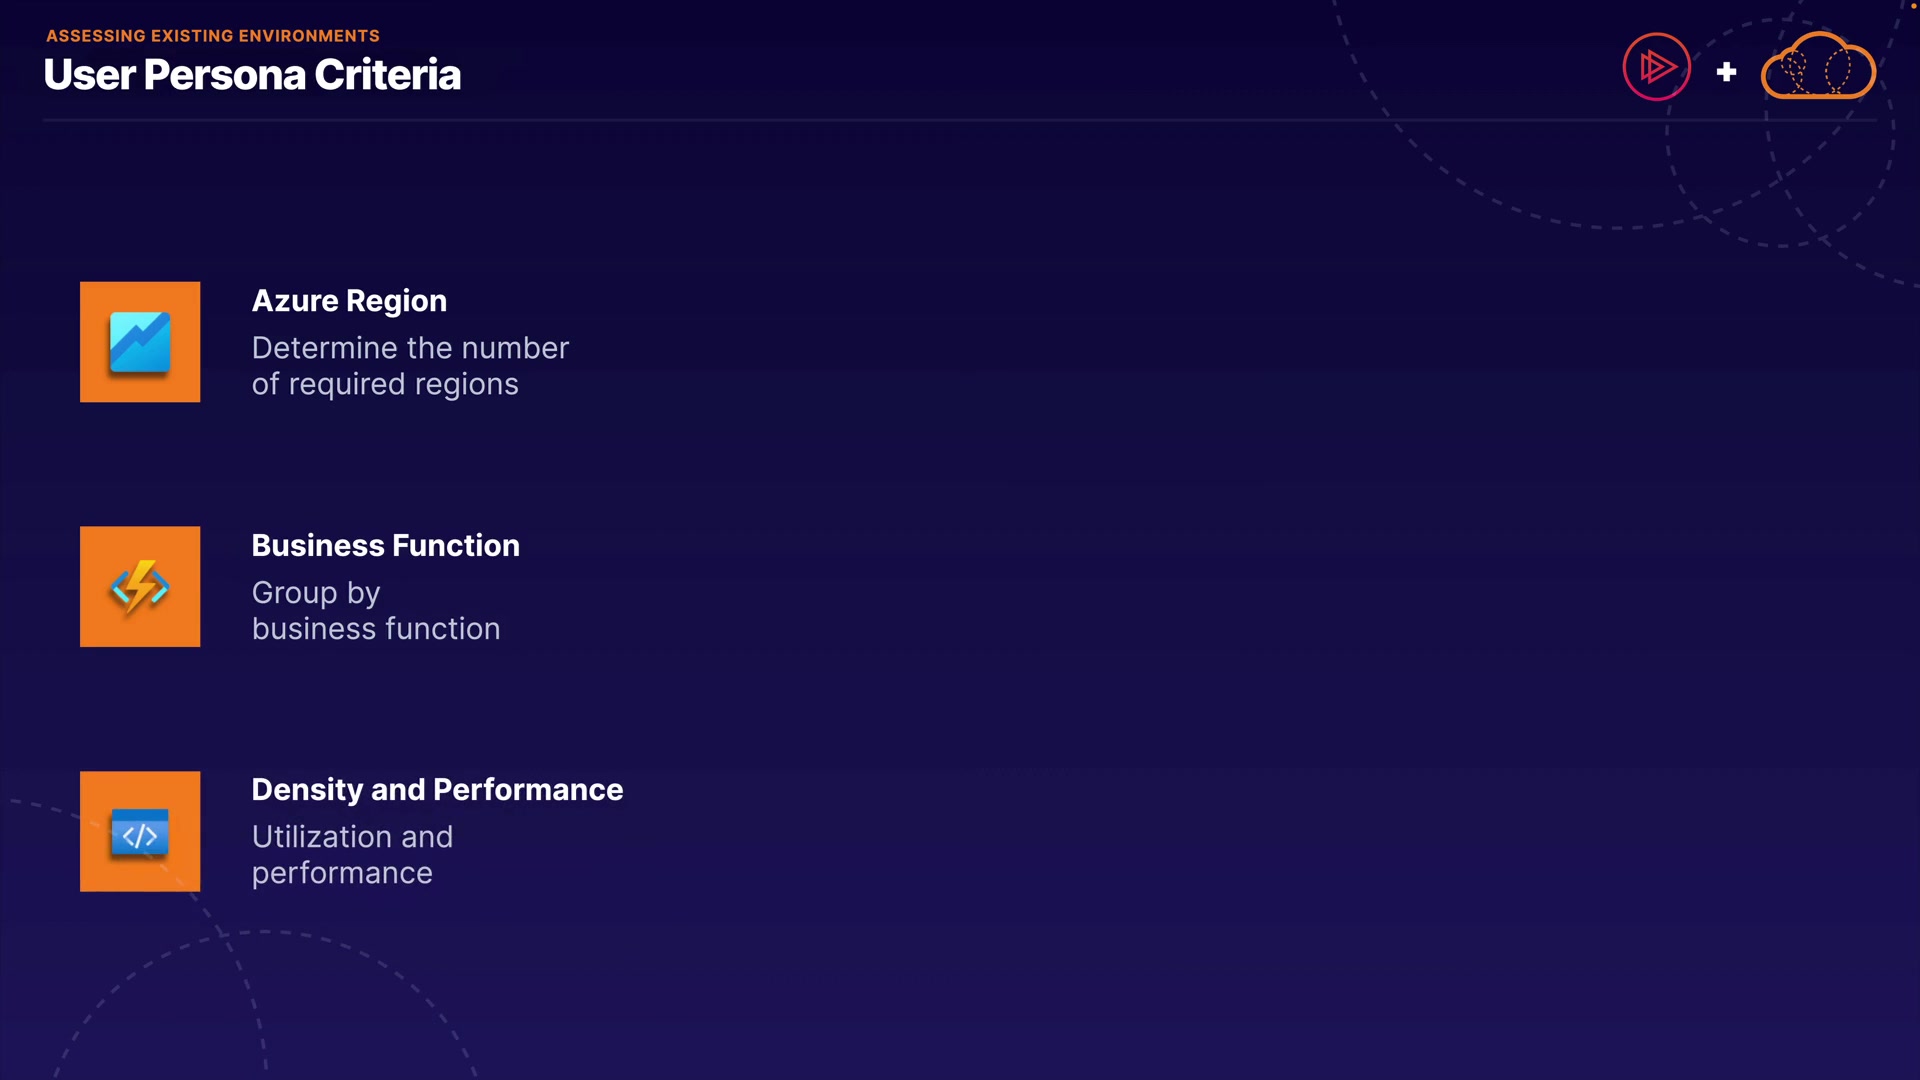 ASSESSING EXISTING ENVIRONMENTS
User Persona Criteria
+
Azure Region
Determine the number
of required regions
Business Function
Group by
business function
</>
Density and Performance
Utilization and
performance